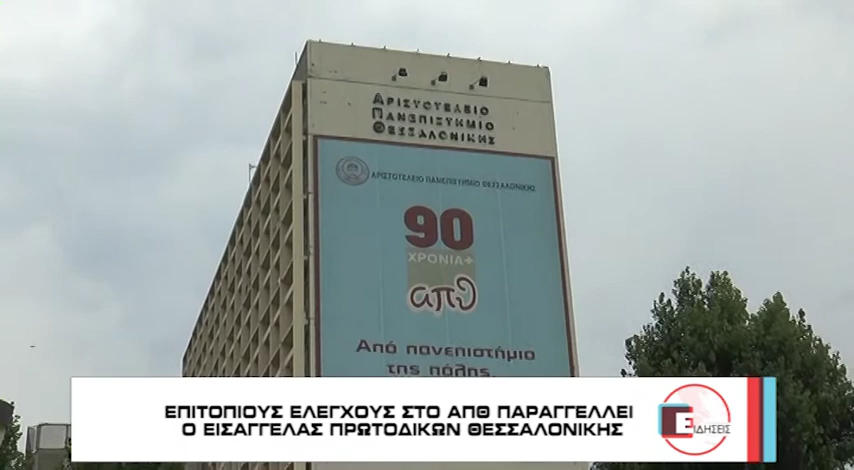 ΑΡΙΣΤΟΤΕΛΕΙΟ
ΠΑΝΕΠΙΣΤΗΜΙΟ
ΘΕΣΣΑΛΟΝΙΚΗΣ
ΑΡΙΣΤΟΤΕΛΕΙΟ ΠΑΝΕΠΙΣΤΗΜΙΟ ΘΕΣΣΑΛΟΝΙΚΗΣ
90
ΧΡΟΝΙΑ+
απθ
Από πανεπιστήμιο
της πόλης.
ΕΠΙΤΟΠΙΟΥΣ ΕΛΕΓΧΟΥΣ ΣΤΟ ΑΠΘ ΠΑΡΑΓΓΕΛΛΕΙ
Ο ΕΙΣΑΓΓΕΛΑΣ ΠΡΩΤΟΔΙΚΩΝ ΘΕΣΣΑΛΟΝΙΚΗΣ
ΕΙΔΗΣΕΙΣ